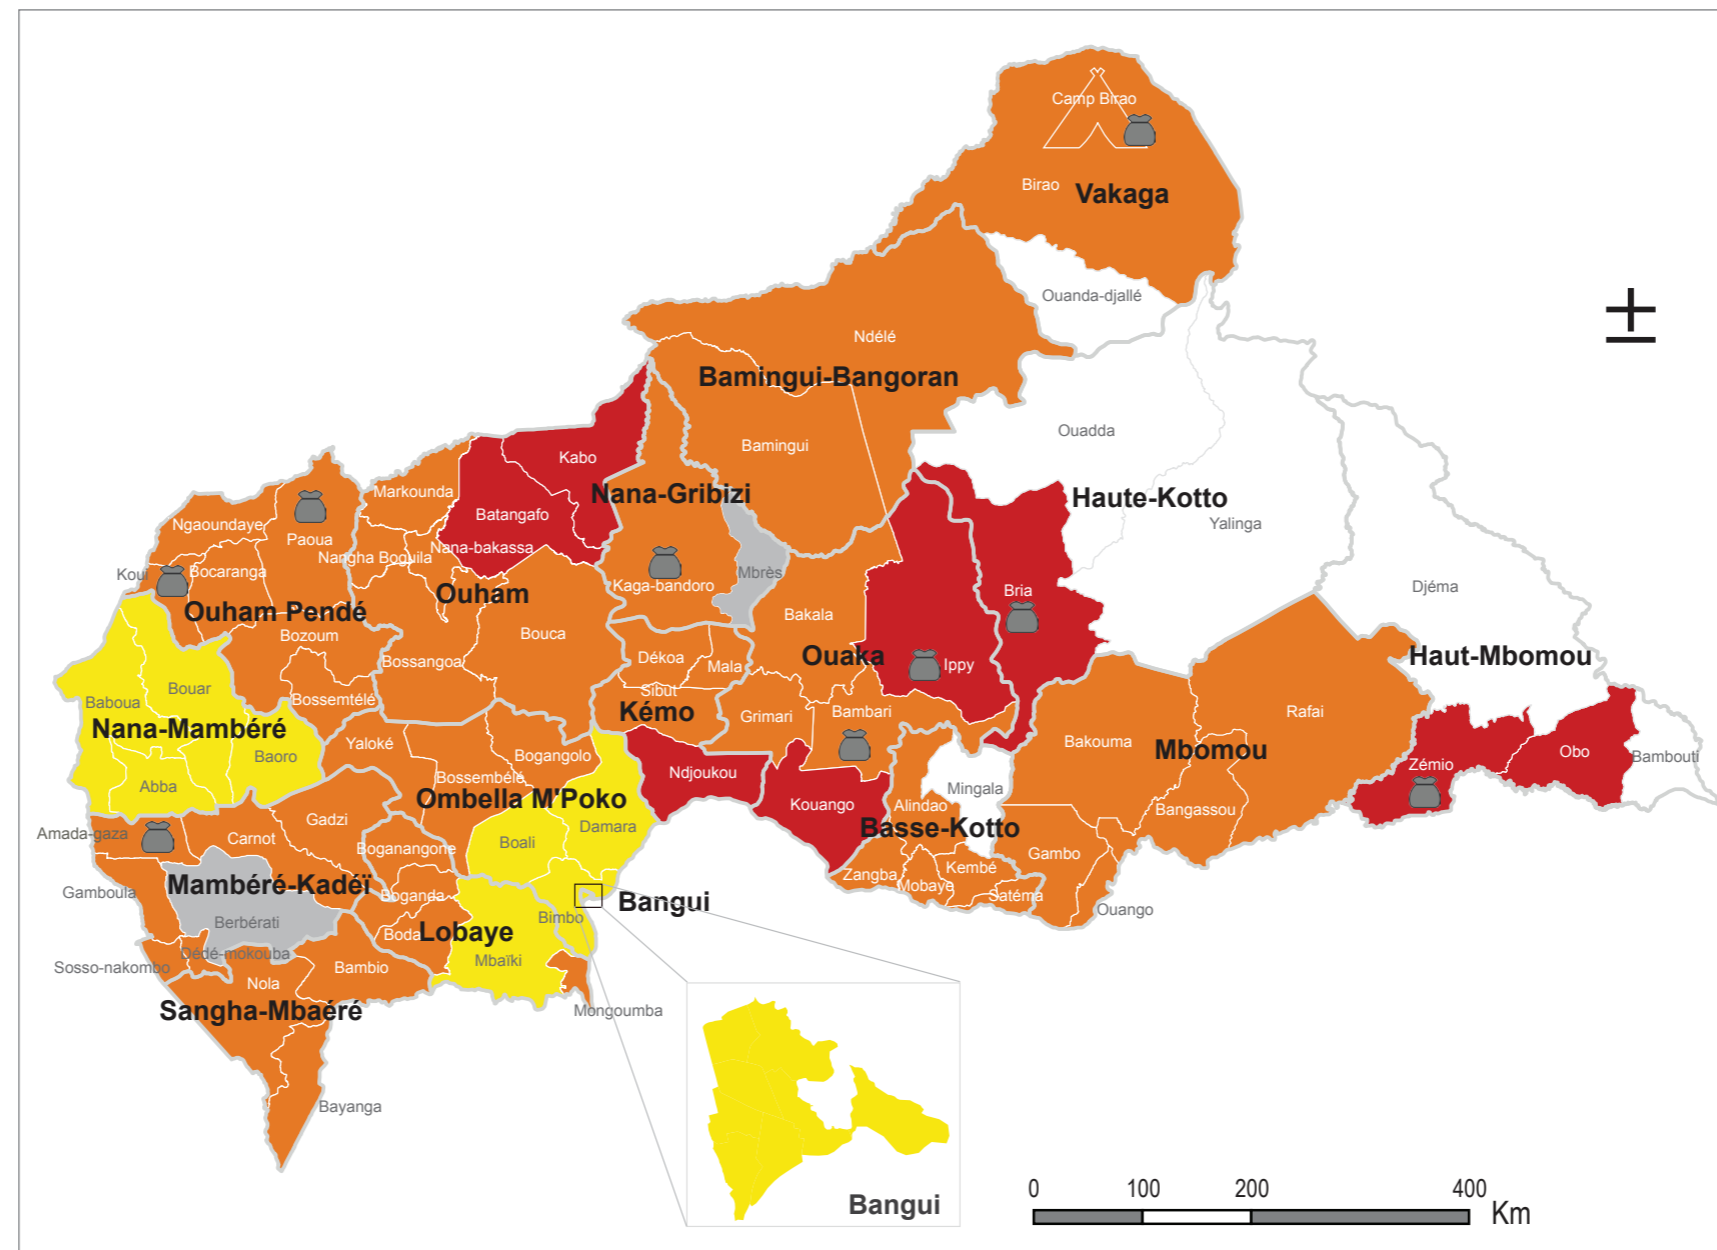 Camp Birao
Birao
Vakaga
Ouanda-djallé
Ndélé
Bamingui-Bangoran
Bamingui
Ouadda
Haute-Kotto
Yalinga
Kabo
Nana-Gribizi
Markounda
Batangafo
Ngaoundaye
Paoua
Nangha Boguila
Nana-bakassa
Koui
Bocaranga
Mbrès
Kaga-bandoro
Bria
Djéma
Ouham Pendé
Ouham
Bakala
Bozoum
Bouca
Bossangoa
Dékoa
Mala
Ouaka
Ippy
Haut-Mbomou
Baboua
Bouar
Bossemtélé
Sibut
Kémo
Grimari
Bambari
Rafai
Nana-Mambéré
Yaloké
Baoro
Bogangolo
Bakouma
Mbomou
Obo
Bambouti
Abba
Bossembélé
Ndjoukou
Zémio
Mingala
Ombella M'Poko
Kouango
Alindao
Bangassou
Amada-gaza
Carnot
Gadzi
Damara
Basse-Kotto
Boganangone
Boali
Gambo
Gamboula
Mambéré-Kadéï
Boganda
Zangba
Kembé
Mobaye
Satéma
Ouango
Berbérati
Bangui
Bimbo
Boda
Lobaye
Dédé-mokouba
Sosso-nakombo
Bambio
Mbaïki
Nola
Sangha-Mbaéré
Mongoumba
Bayanga
Bangui
0 100 200 400
Km